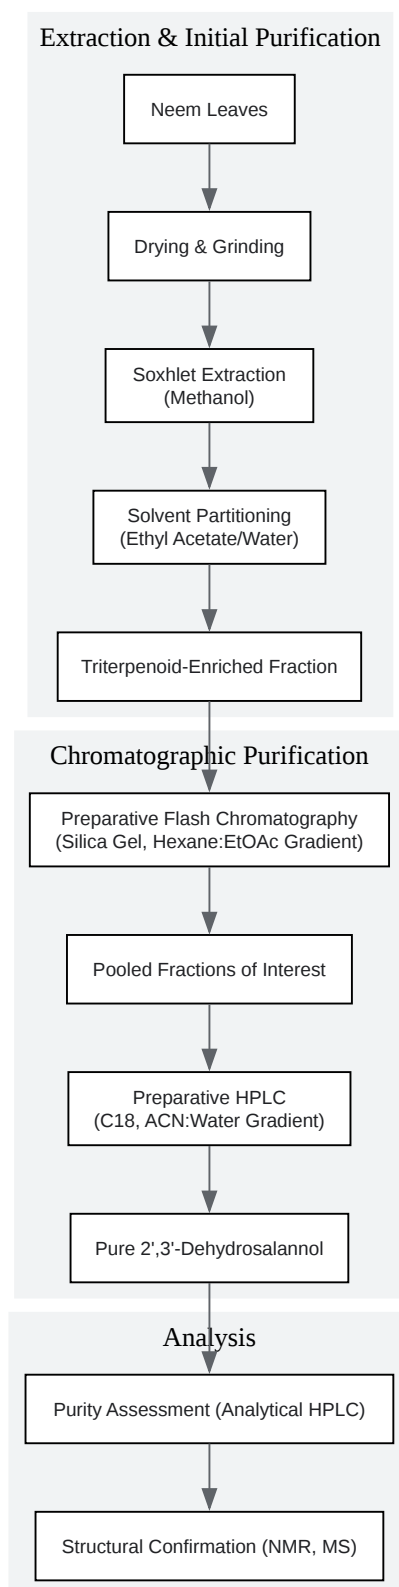 Extraction & Initial Purification
Neem Leaves
Drying & Grinding
Soxhlet Extraction
(Methanol)
Solvent Partitioning
(Ethyl Acetate/Water)
Triterpenoid-Enriched Fraction
Chromatographic Purification
Preparative Flash Chromatography
(Silica Gel, Hexane:EtOAc Gradient)
Pooled Fractions of Interest
Preparative HPLC
(C18, ACN:Water Gradient)
Pure 2',3'-Dehydrosalannol
Analysis
Purity Assessment (Analytical HPLC)
Structural Confirmation (NMR, MS)